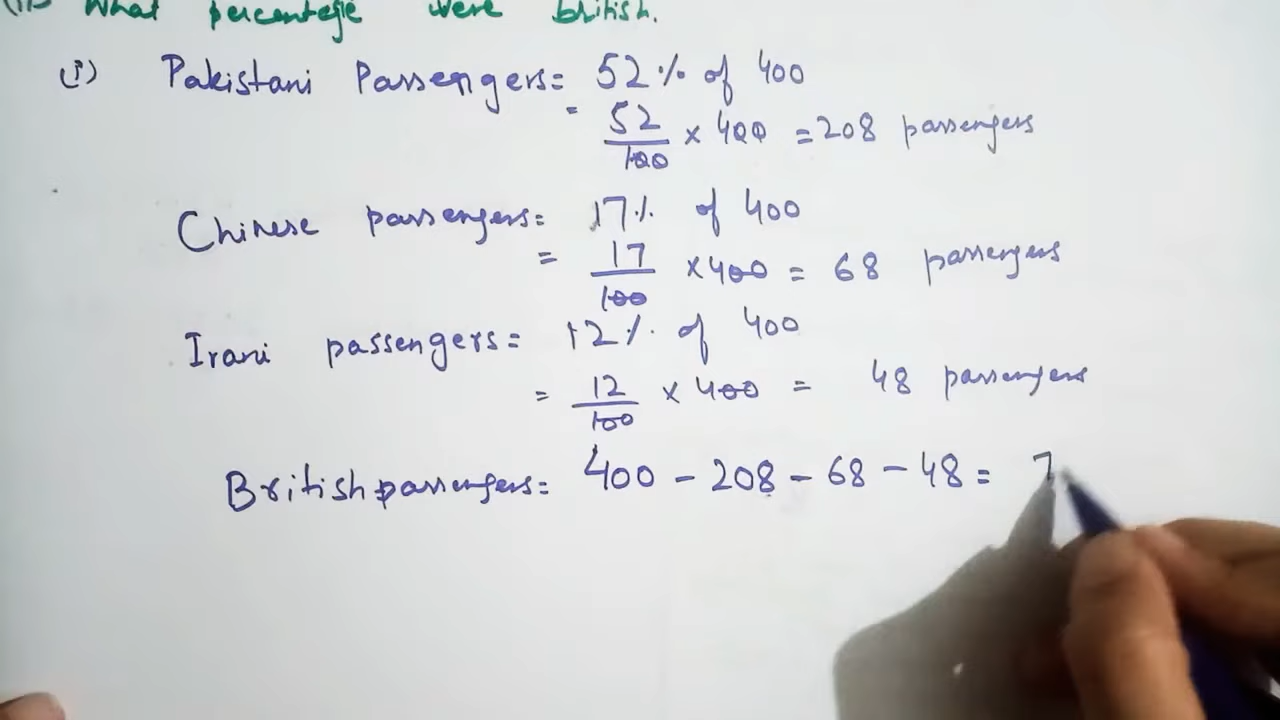 (ii) What percentage were british.
(i) Pakistani Passengers = 52% of 400
= 52/100 × 400 = 208 passengers
Chinese passengers = 17% of 400
= 17/100 × 400 = 68 passengers
Irani passengers = 12% of 400
= 12/100 × 400 = 48 passengers
British passengers = 400 - 208 - 68 - 48 = 7